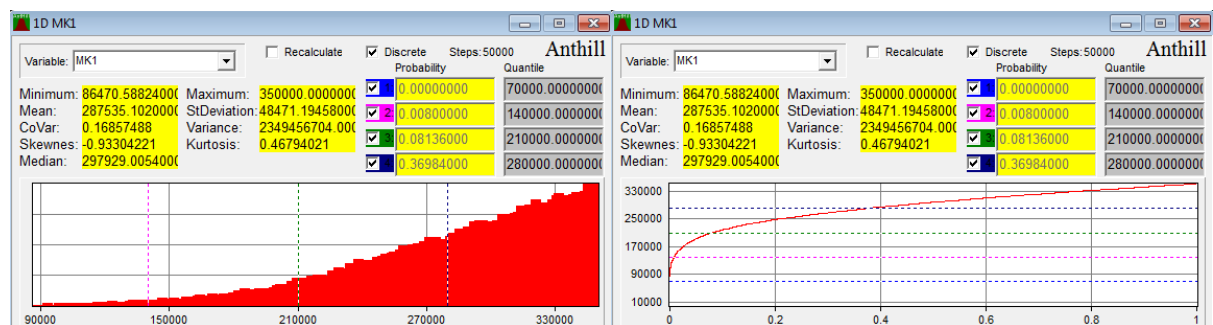 1D MK1
Variable: MK1 Recalculate Discrete Steps:50000 Anthill
Probability Quantile
Minimum: 86470.58824000 Maximum: 350000.0000000 1 0.00000000 70000.00000000
Mean: 287535.1020000 StDeviation: 48471.19458000 2 0.00800000 140000.0000000
CoVar: 0.16857488 Variance: 2349456704.000 3 0.08136000 210000.0000000
Skewnes: -0.93304221 Kurtosis: 0.46794021 0.36984000 280000.0000000
Median: 297929.0054000
90000 150000 210000 270000 330000
1D MK1
Variable: MK1 Recalculate Discrete Steps:50000 Anthill
Probability Quantile
Minimum: 86470.58824000 Maximum: 350000.0000000 1 0.00000000 70000.00000000
Mean: 287535.1020000 StDeviation: 48471.19458000 2 0.00800000 140000.0000000
CoVar: 0.16857488 Variance: 2349456704.000 3 0.08136000 210000.0000000
Skewnes: -0.93304221 Kurtosis: 0.46794021 0.36984000 280000.0000000
Median: 297929.0054000
330000
250000
170000
90000
10000
0 0.2 0.4 0.6 0.8 1